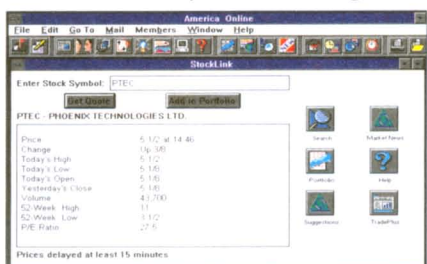 America Online
File Edit Go To Mail Members Window Help
StockLink
Enter Stock Symbol: PTEC
Get Quote Add to Portfolio
PTEC - PHOENIX TECHNOLOGIES LTD.
Price 5 1/2 at 14:46
Change Up 3/8
Today's High 5 1/2
Today's Low 5 1/8
Today's Open 5 1/8
Yesterday's Close 5 1/8
Volume 43,700
52-Week High 11
52-Week Low 3 1/2
P/E Ratio 27.5
Search Market News
Portfolio Help
Suggestions TradePlus
Prices delayed at least 15 minutes